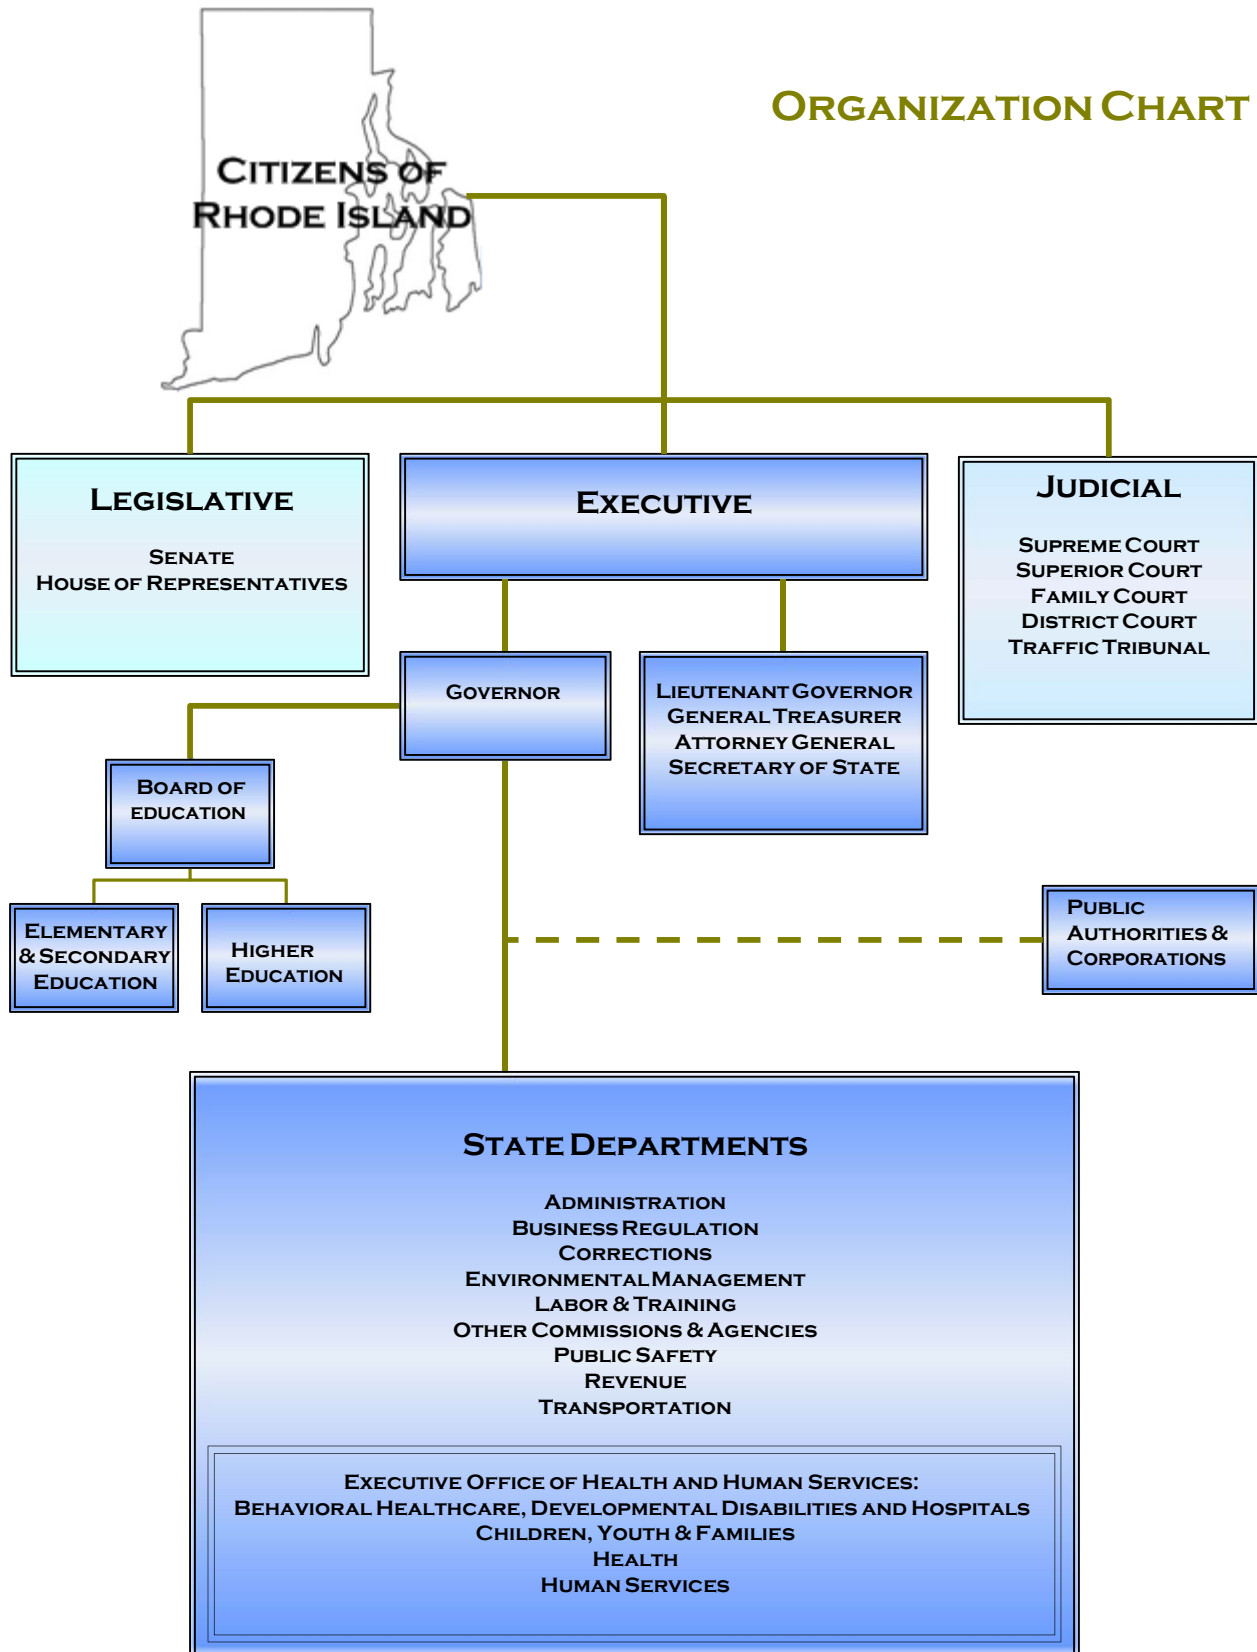 ORGANIZATION CHART
CITIZENS OF
RHODE ISLAND
LEGISLATIVE
SENATE
HOUSE OF REPRESENTATIVES
EXECUTIVE
JUDICIAL
SUPREME COURT
SUPERIOR COURT
FAMILY COURT
DISTRICT COURT
TRAFFIC TRIBUNAL
GOVERNOR
LIEUTENANT GOVERNOR
GENERAL TREASURER
ATTORNEY GENERAL
SECRETARY OF STATE
BOARD OF
EDUCATION
ELEMENTARY
& SECONDARY
EDUCATION
HIGHER
EDUCATION
PUBLIC
AUTHORITIES &
CORPORATIONS
STATE DEPARTMENTS
ADMINISTRATION
BUSINESS REGULATION
CORRECTIONS
ENVIRONMENTAL MANAGEMENT
LABOR & TRAINING
OTHER COMMISSIONS & AGENCIES
PUBLIC SAFETY
REVENUE
TRANSPORTATION
EXECUTIVE OFFICE OF HEALTH AND HUMAN SERVICES:
BEHAVIORAL HEALTHCARE, DEVELOPMENTAL DISABILITIES AND HOSPITALS
CHILDREN, YOUTH & FAMILIES
HEALTH
HUMAN SERVICES